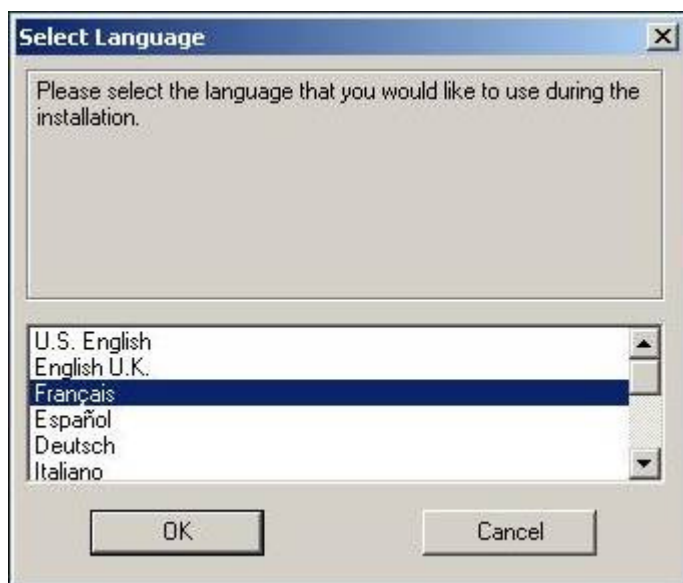 Select Language
Please select the language that you would like to use during the
installation.
U.S. English
English U.K.
Français
Español
Deutsch
Italiano
OK
Cancel